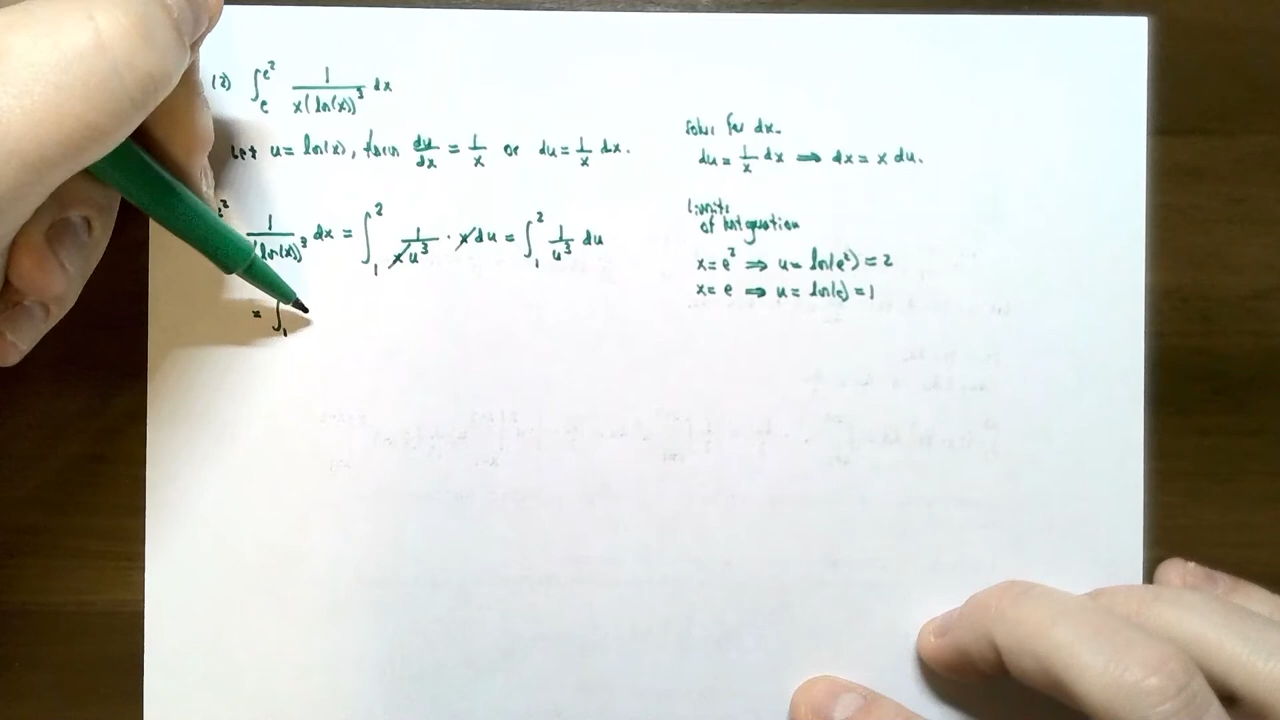 (2) ∫_e^{e²} 1/(x(ln(x))³) dx
Let u = ln(x), then du/dx = 1/x or du = 1/x dx.
1/(ln(x))³ dx = ∫_1^2 1/(xu³) · x du = ∫_1^2 1/u³ du
= ∫_1
Solve for dx.
du = 1/x dx ⇒ dx = x du.
limits
of integration
x = e² ⇒ u = ln(e²) = 2
x = e ⇒ u = ln(e) = 1